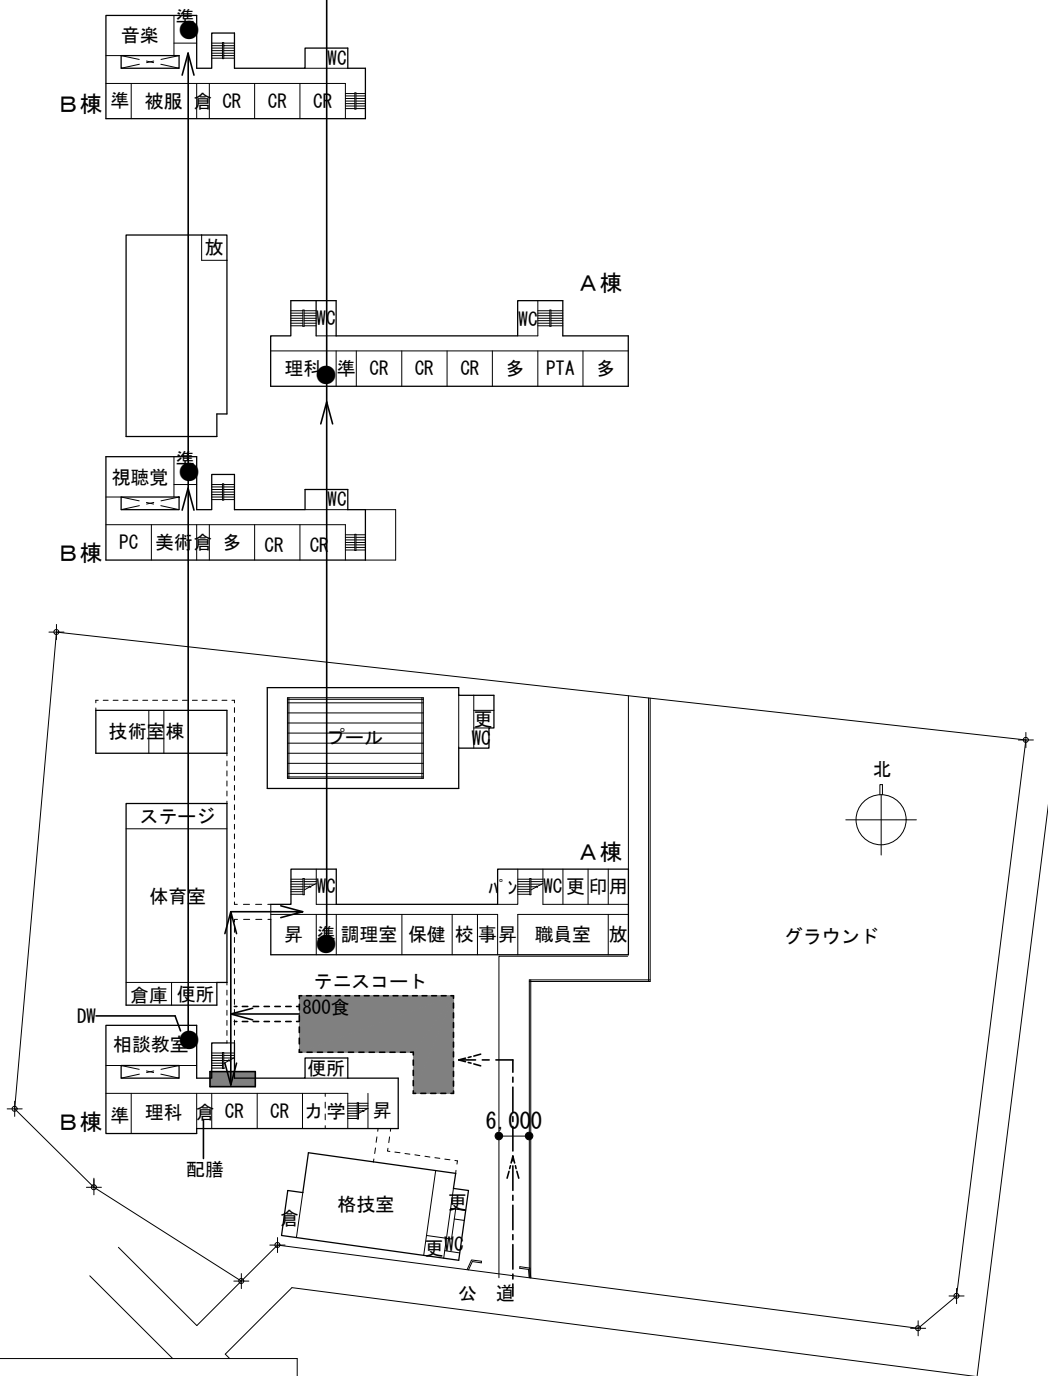 準
音楽
WC
B棟
準 被服 倉 CR CR CR
放
A棟
WC WC
理科 準 CR CR CR 多 PTA 多
準
視聴覚
WC
B棟
PC 美術 倉 多 CR CR
技術室棟
プール
更
WC
北
ステージ
A棟
体育室
WC パン WC 更 印 用
昇 準 調理室 保健 校 事 昇 職員室 放
グラウンド
テニスコート
倉庫 便所
800食
DW
相談教室
便所
B棟
準 理科 倉 CR CR カ 学 昇
6,000
配膳
格技室
倉
更
更 WC
公 道